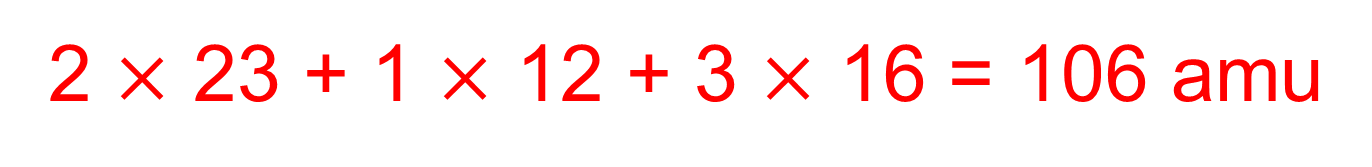 2 × 23 + 1 × 12 + 3 × 16 = 106 amu